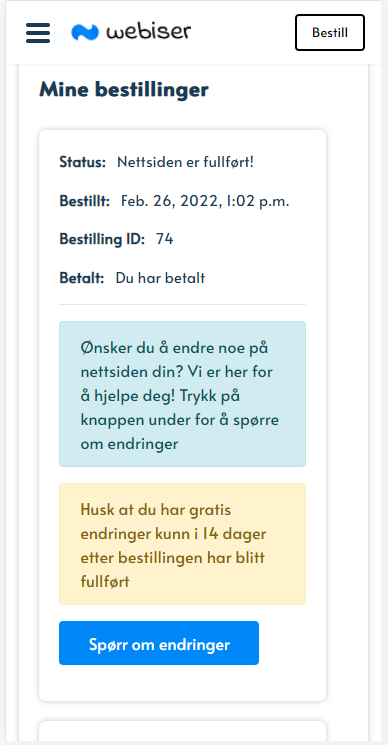 webiser
Bestill
Mine bestillinger
Status: Nettsiden er fullført!
Bestillt: Feb. 26, 2022, 1:02 p.m.
Bestilling ID: 74
Betalt: Du har betalt
Ønsker du å endre noe på
nettsiden din? Vi er her for
å hjelpe deg! Trykk på
knappen under for å spørre
om endringer
Husk at du har gratis
endringer kunn i 14 dager
etter bestillingen har blitt
fullført
Spørr om endringer